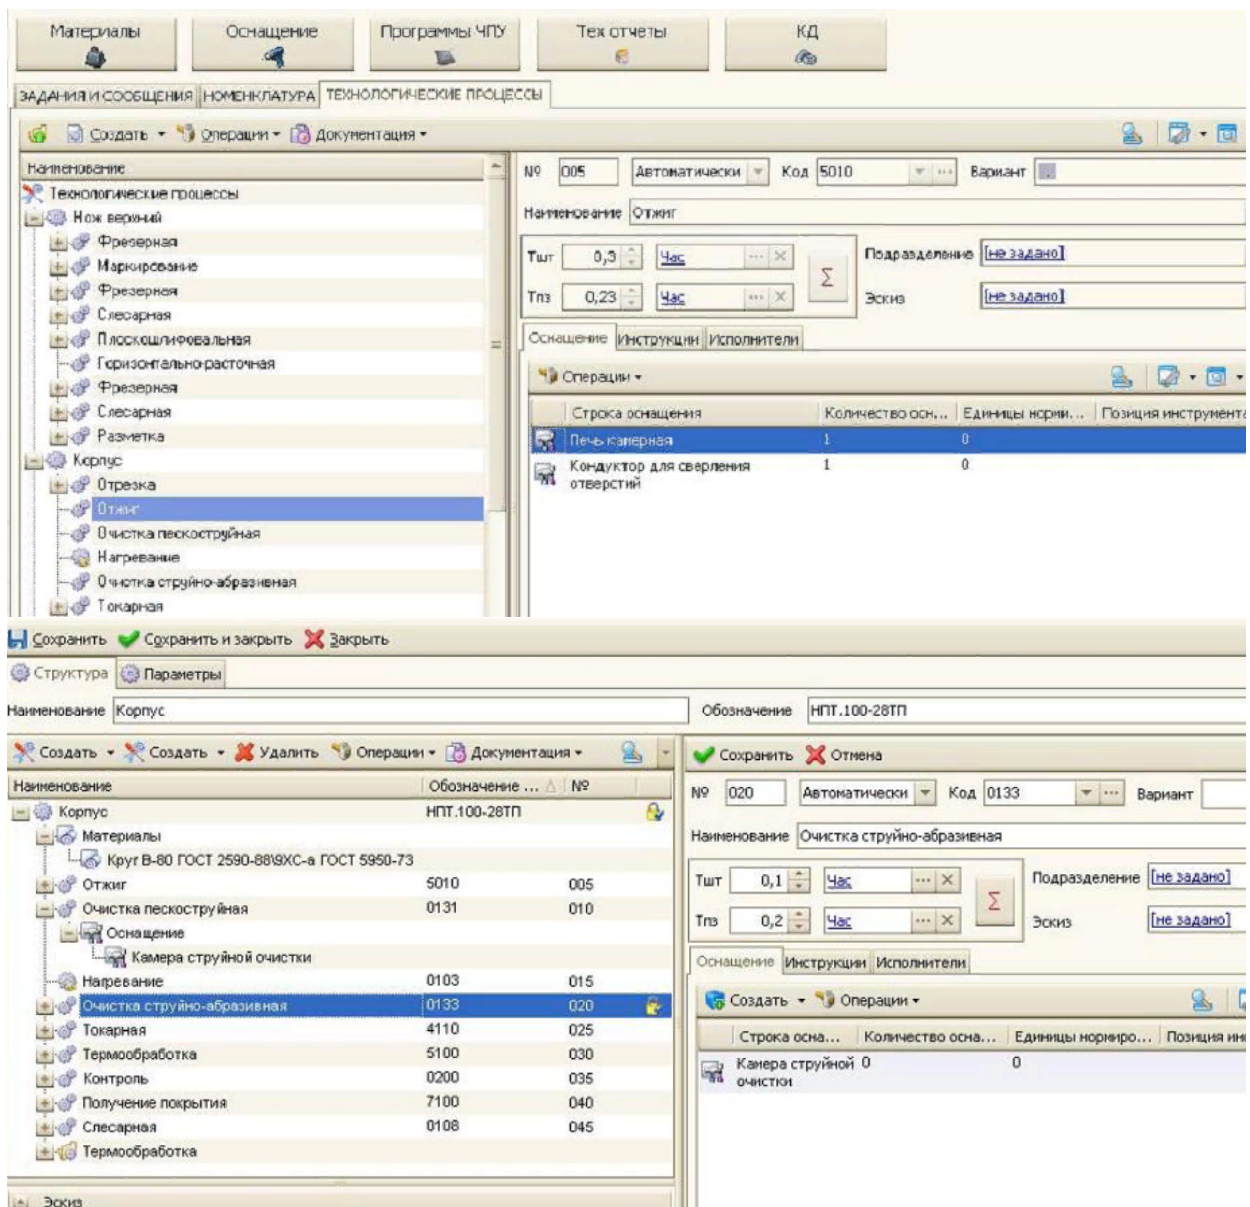 Материалы Оснащение Программы ЧПУ Тех отчеты КД
ЗАДАНИЯ И СООБЩЕНИЯ НОМЕНКЛАТУРА ТЕХНОЛОГИЧЕСКИЕ ПРОЦЕССЫ
Создать Операции Документация
Наименование
Технологические процессы
Нож верхний
Фрезерная
Маркирование
Фрезерная
Слесарная
Плоскошлифовальная
Горизонтально-расточная
Фрезерная
Слесарная
Разметка
Корпус
Отрезка
Отжиг
Очистка пескоструйная
Нагревание
Очистка струйно-абразивная
Токарная
№ 005 Автоматически Код 5010 Вариант
Наименование Отжиг
Тшт 0,3 Час Σ Подразделение [не задано]
Тпз 0,23 Час Эскиз [не задано]
Оснащение Инструкции Исполнители
Операции
Строка оснащения Количество осн... Единицы норми... Позиция инструмента
Печь камерная 1 0
Кондуктор для сверления 1 0
отверстий
Сохранить Сохранить и закрыть Закрыть
Структура Параметры
Наименование Корпус Обозначение НПТ.100-28ТП
Создать Создать Удалить Операции Документация
Наименование Обозначение ... №
Корпус НПТ.100-28ТП
Материалы
Круг В-80 ГОСТ 2590-88\9ХС-а ГОСТ 5950-73
Отжиг 5010 005
Очистка пескоструйная 0131 010
Оснащение
Камера струйной очистки
Нагревание 0103 015
Очистка струйно-абразивная 0133 020
Токарная 4110 025
Термообработка 5100 030
Контроль 0200 035
Получение покрытия 7100 040
Слесарная 0108 045
Термообработка
Эскиз
Сохранить Отмена
№ 020 Автоматически Код 0133 Вариант
Наименование Очистка струйно-абразивная
Тшт 0,1 Час Σ Подразделение [не задано]
Тпз 0,2 Час Эскиз [не задано]
Оснащение Инструкции Исполнители
Создать Операции
Строка осна... Количество осна... Единицы нормиро... Позиция ин
Камера струйной 0 0
очистки